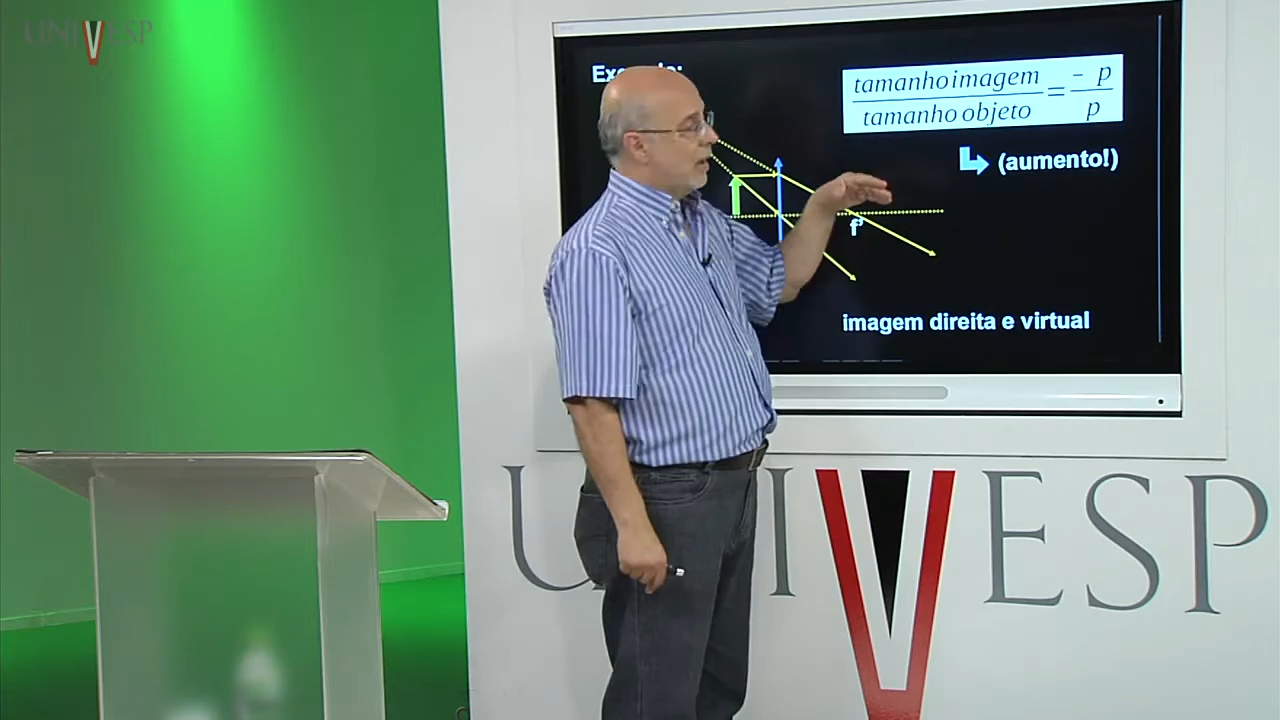 UNIVESP
tamanho imagem
tamanho objeto
= - p
p
(aumento!)
f'
imagem direita e virtual
UNIVESP